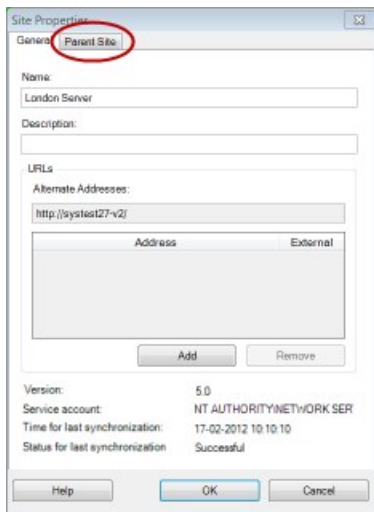 Site Properties
General Parent Site
Name:
London Server
Description:
URLs
Alternate Addresses:
http://systest27-v2/
Address External
Add Remove
Version: 5.0
Service account: NT AUTHORITY\NETWORK SER
Time for last synchronization: 17-02-2012 10:10:10
Status for last synchronization Successful
Help OK Cancel